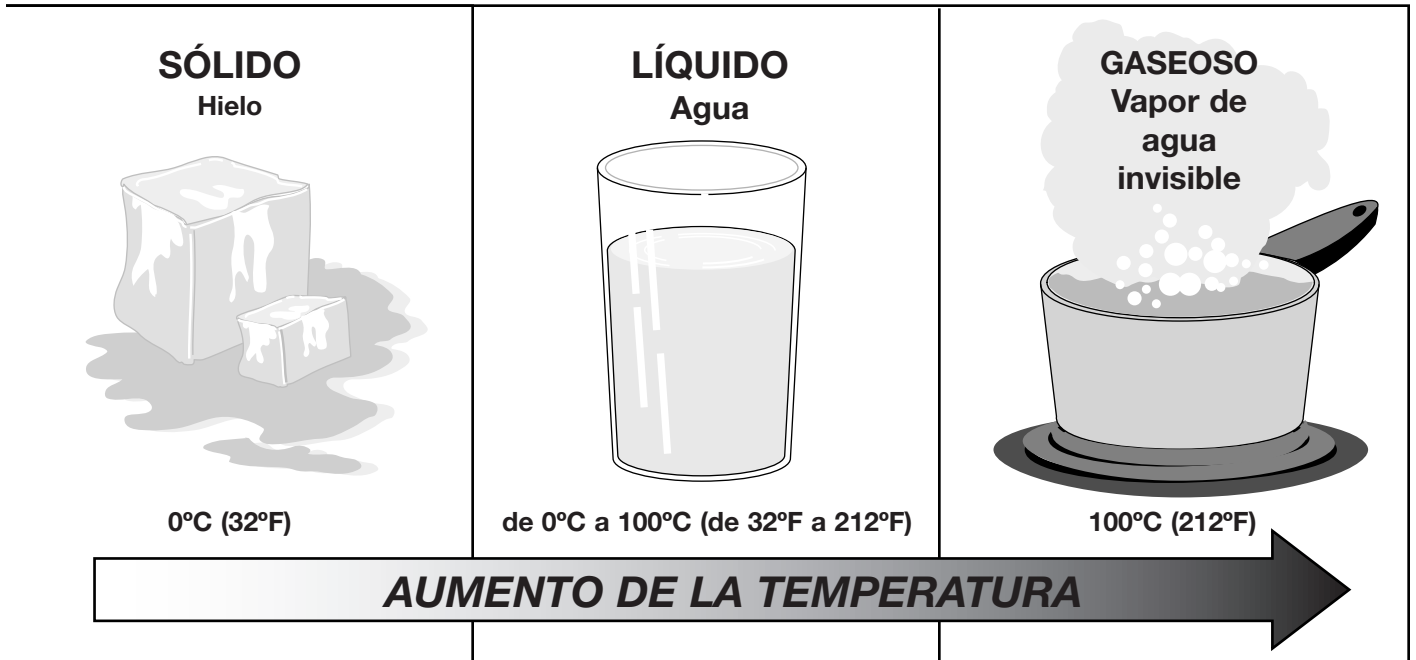 SÓLIDO
Hielo
LÍQUIDO
Agua
GASEOSO
Vapor de
agua
invisible
0ºC (32ºF)
de 0ºC a 100ºC (de 32ºF a 212ºF)
100ºC (212ºF)
AUMENTO DE LA TEMPERATURA